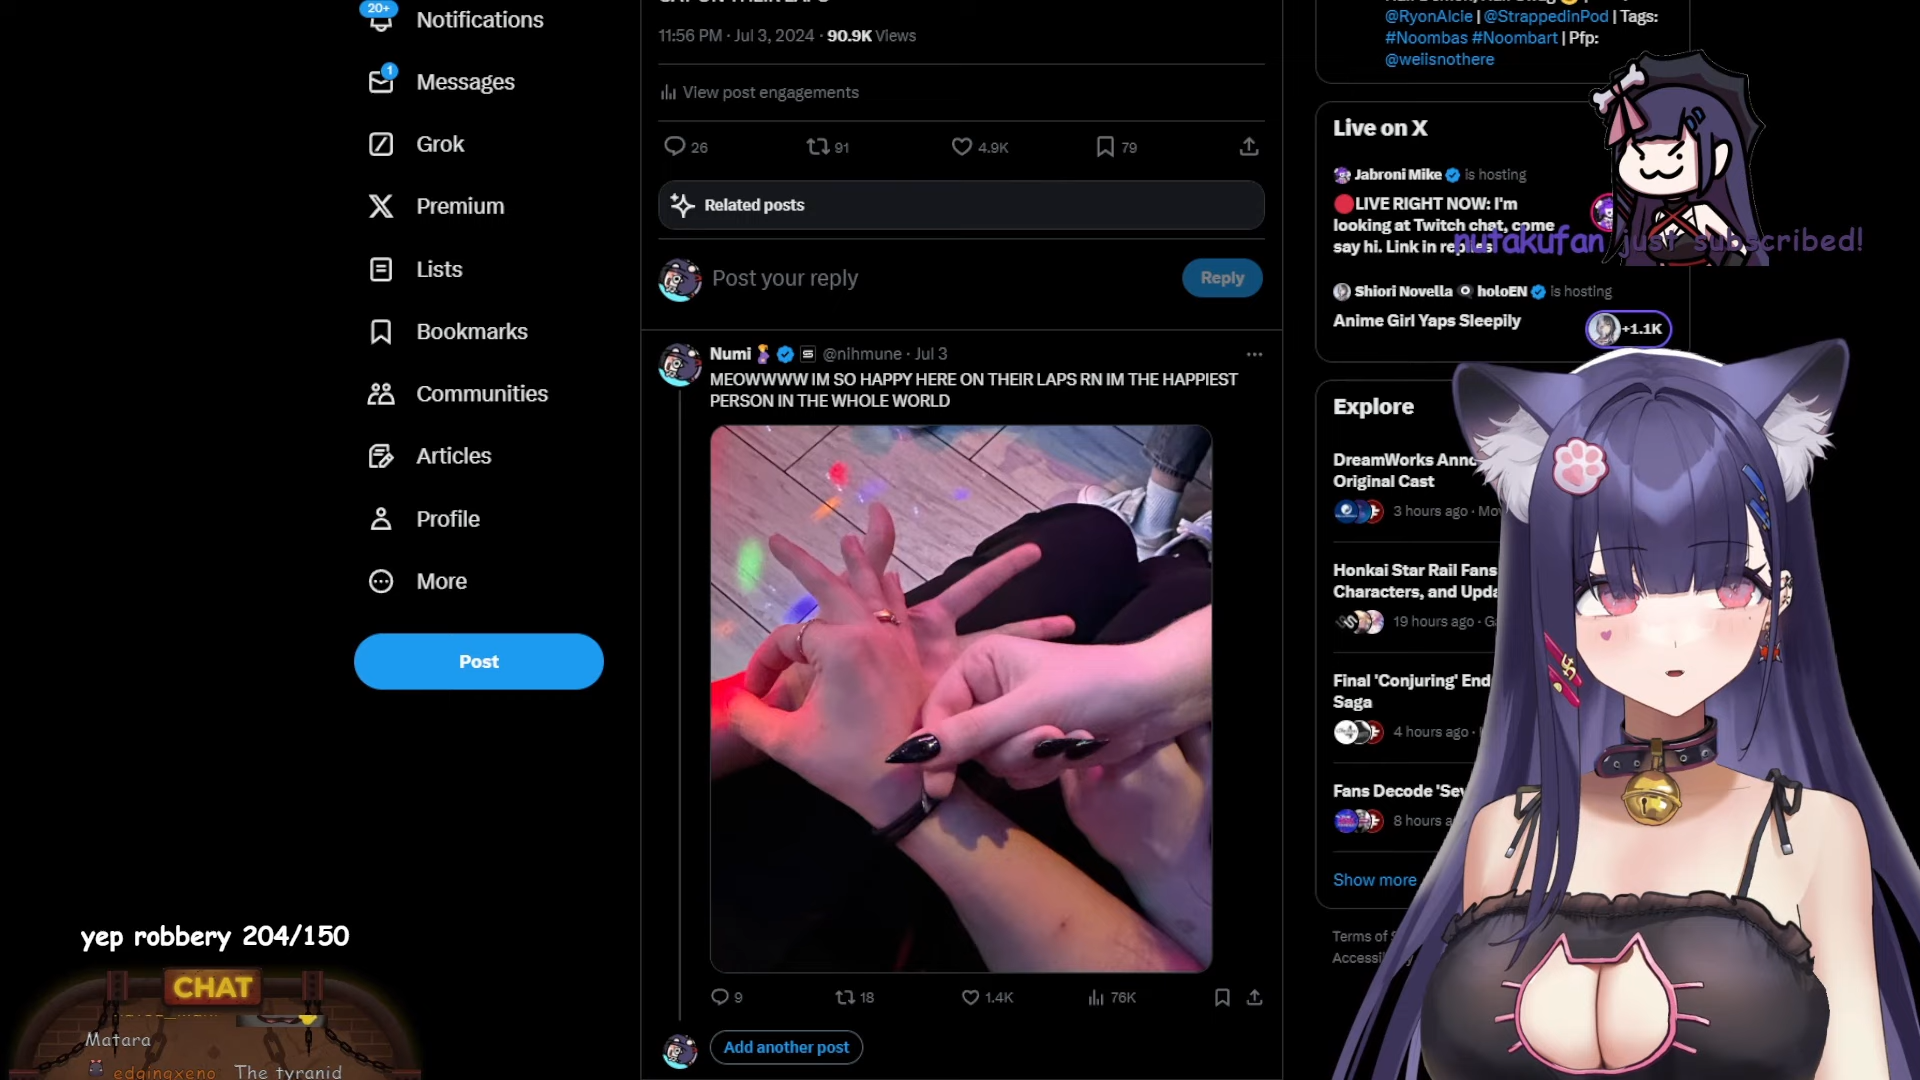 20+
Notifications
1
Messages
Grok
Premium
Lists
Bookmarks
Communities
Articles
Profile
More
Post
11:56 PM · Jul 3, 2024 · 90.9K Views
View post engagements
26
91
4.9K
79
Related posts
Post your reply
Reply
Numi @nihmune · Jul 3
MEOWWWW IM SO HAPPY HERE ON THEIR LAPS RN IM THE HAPPIEST
PERSON IN THE WHOLE WORLD
9
18
1.4K
76K
Add another post
@RyonAlcie | @StrappedinPod | Tags:
#Noombas #Noombart | Pfp:
@weiisnothere
Live on X
Jabroni Mike is hosting
LIVE RIGHT NOW: I'm
looking at Twitch chat, come
say hi. Link in replies
nutakufan just subscribed!
Shiori Novella holoEN is hosting
Anime Girl Yaps Sleepily
+1.1K
Explore
DreamWorks
Original Cast
3 hours ago ·
Honkai Star Rail Fans
Characters, and
19 hours ago ·
Final 'Conjuring'
Saga
4 hours ago ·
Fans Decode
8 hours
Show more
Terms of
yep robbery 204/150
CHAT
Matara
edgingxeno The tyranid